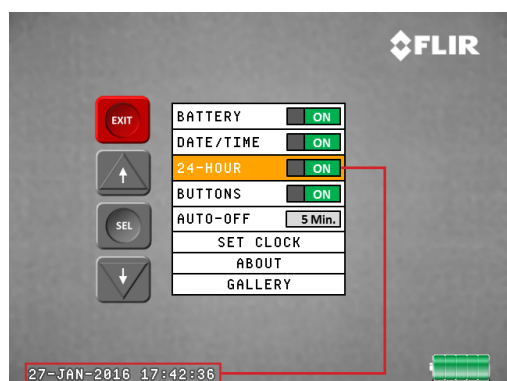 FLIR
EXIT
BATTERY ON
DATE/TIME ON
24-HOUR ON
BUTTONS ON
SEL
AUTO-OFF 5 Min.
SET CLOCK
ABOUT
GALLERY
27-JAN-2016 17:42:36